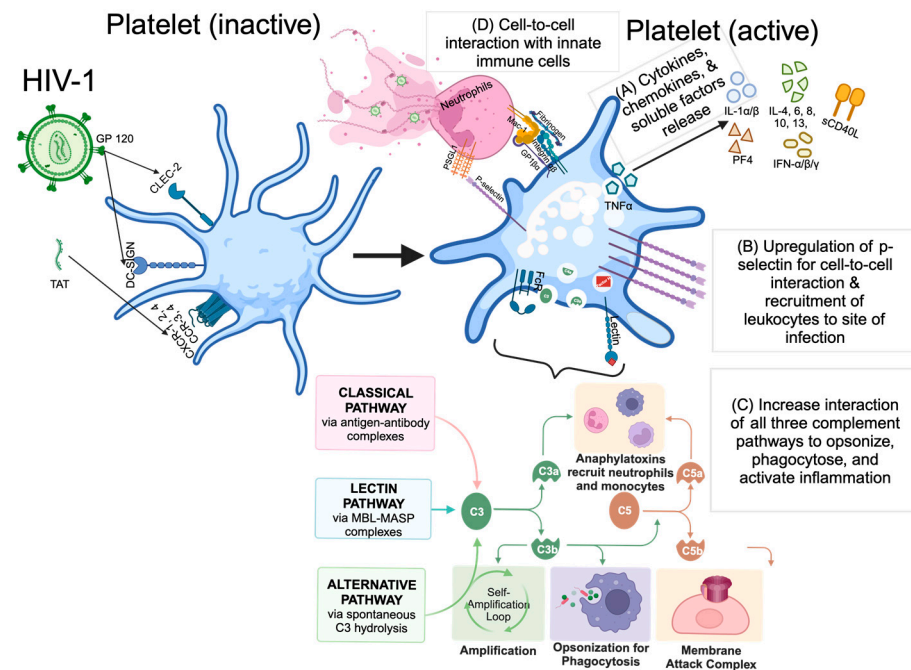 Platelet (inactive)
(D) Cell-to-cell
interaction with innate
immune cells
Platelet (active)
HIV-1
GP 120
CLEC-2
DC-SIGN
TAT
CXCR-1, 2, 4
CCR-3, 4
Neutrophils
PSGL1
Mac-1
Fibrinogen
GP1βα
P-selectin
(A) Cytokines,
chemokines, &
soluble factors
release
IL-1α/β
IL-4, 6, 8,
10, 13,
sCD40L
PF4
IFN-α/β/γ
TNFα
FcR
Lectin
(B) Upregulation of p-
selectin for cell-to-cell
interaction &
recruitment of
leukocytes to site of
infection
CLASSICAL
PATHWAY
via antigen-antibody
complexes
LECTIN
PATHWAY
via MBL-MASP
complexes
ALTERNATIVE
PATHWAY
via spontaneous
C3 hydrolysis
C3
C3a
C3b
Anaphylatoxins
recruit neutrophils
and monocytes
C5
C5a
C5b
(C) Increase interaction
of all three complement
pathways to opsonize,
phagocytose, and
activate inflammation
Self-
Amplification
Loop
Amplification
Opsonization for
Phagocytosis
Membrane
Attack Complex